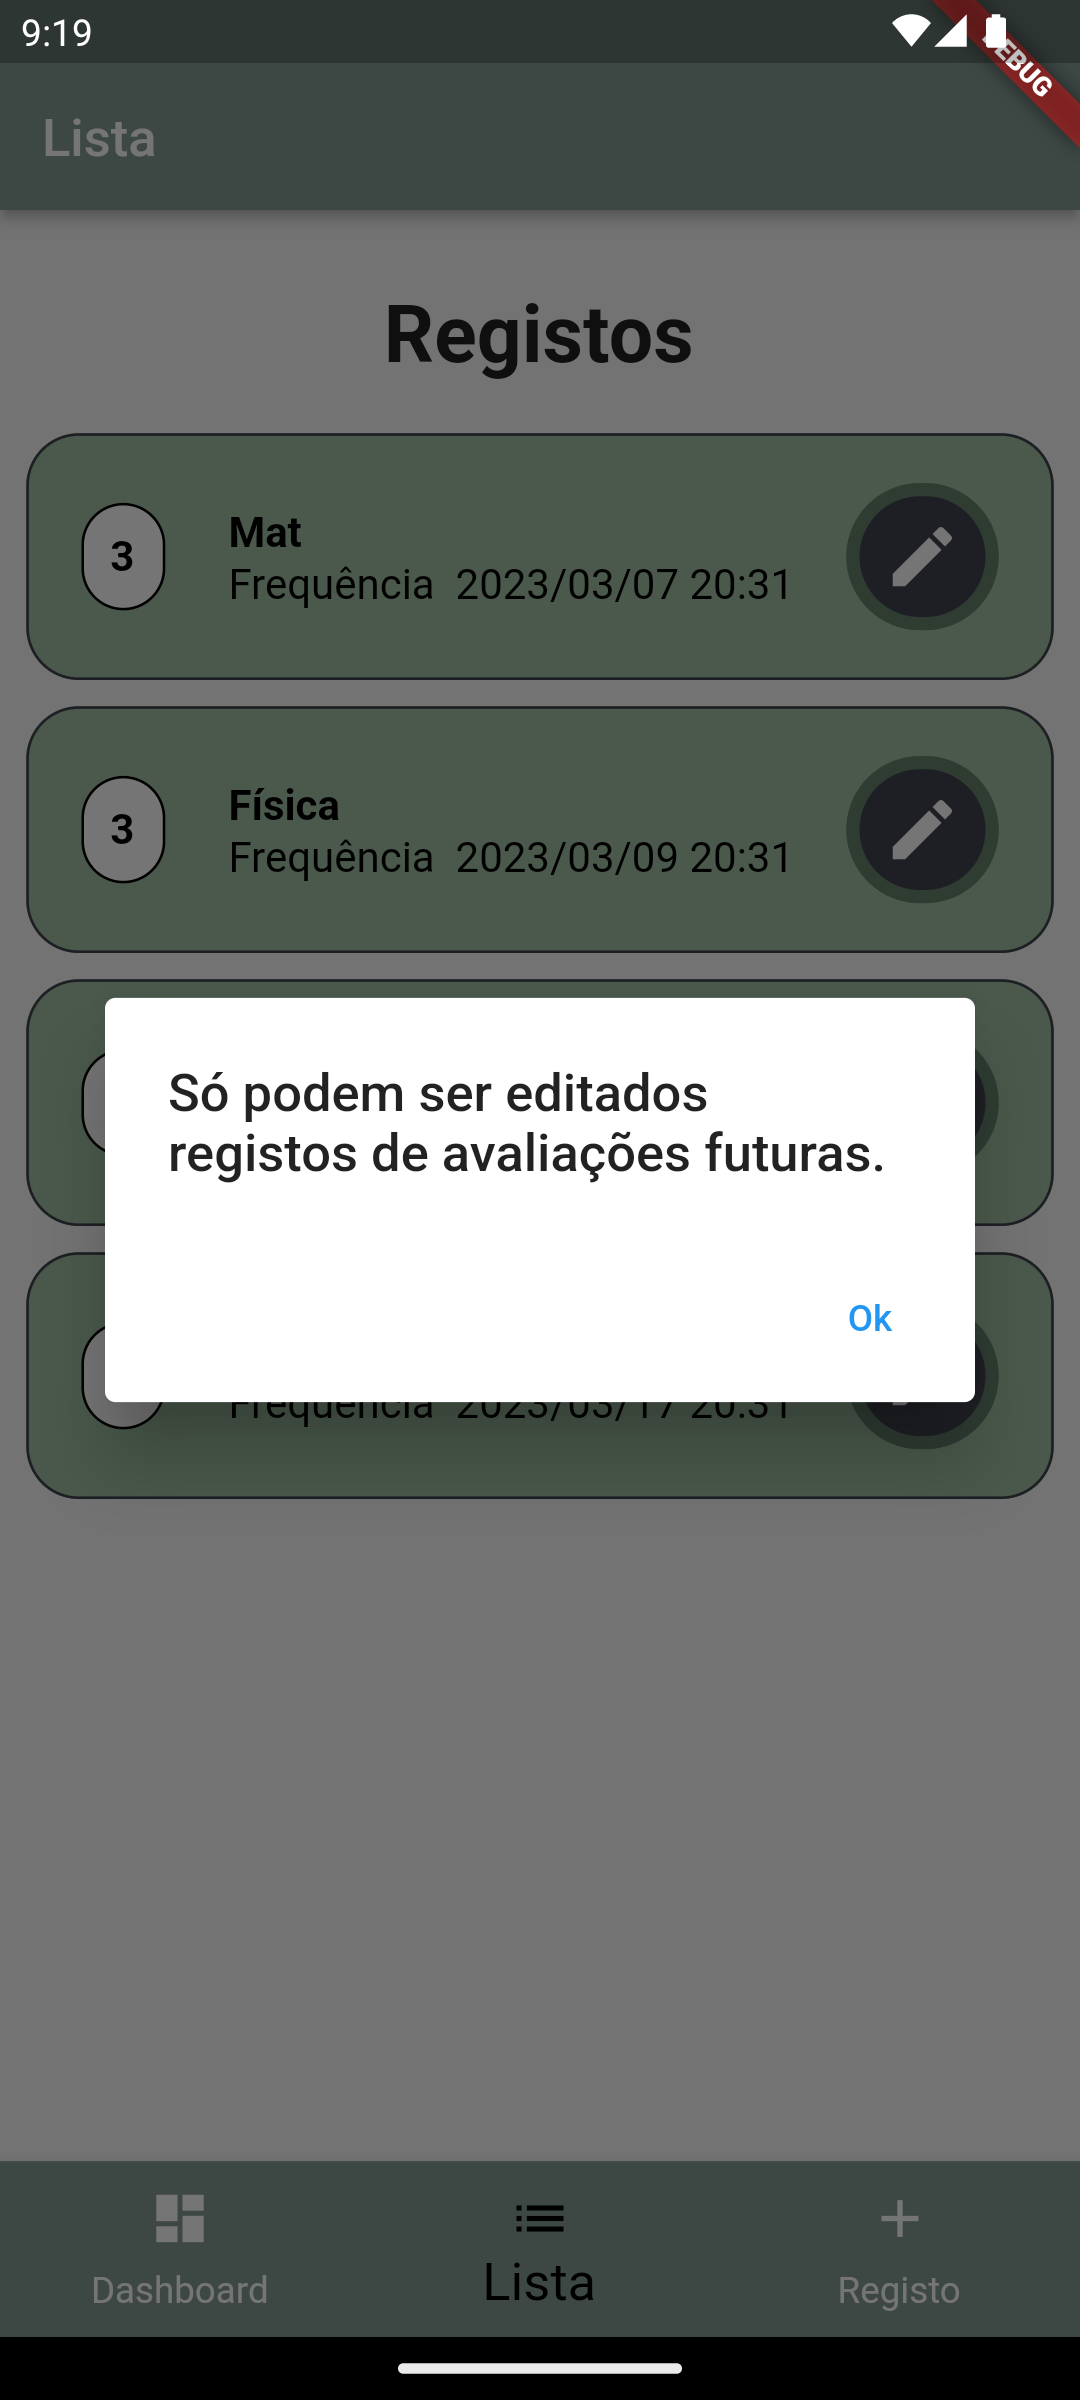 9:19
DEBUG
Lista
Registos
3
Mat
Frequência 2023/03/07 20:31
3
Física
Frequência 2023/03/09 20:31
Só podem ser editados
registos de avaliações futuras.
Ok
Frequência 2023/03/17 20:31
Dashboard
Lista
Registo